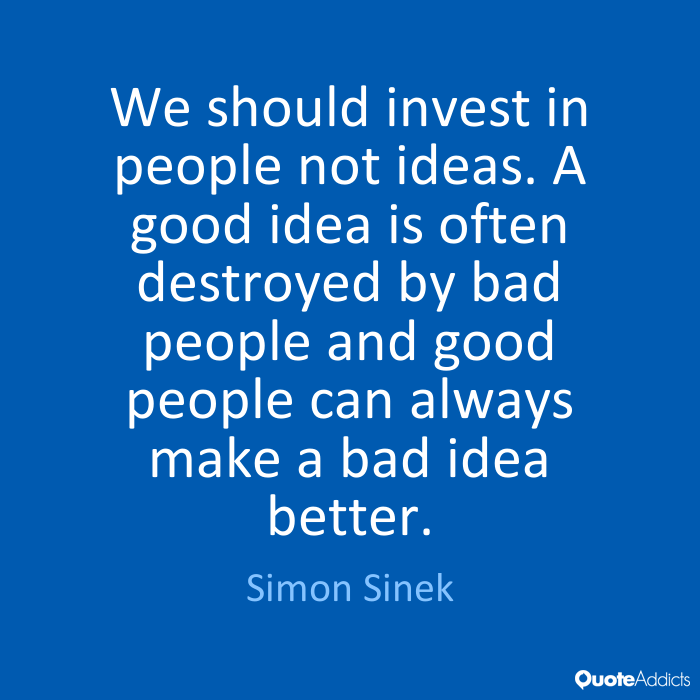 We should invest in
people not ideas. A
good idea is often
destroyed by bad
people and good
people can always
make a bad idea
better.
Simon Sinek
QuoteAddicts